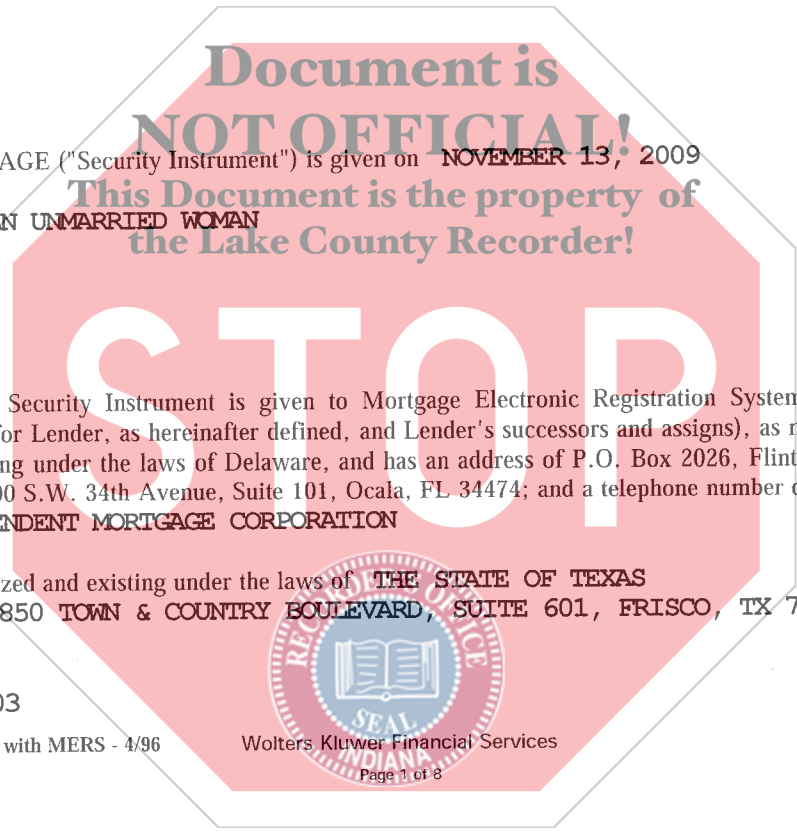 Document is
NOT OFFICIAL!
AGE ("Security Instrument") is given on NOVEMBER 13, 2009
This Document is the property of
N UNMARRIED WOMAN
the Lake County Recorder!
STOP
Security Instrument is given to Mortgage Electronic Registration System
or Lender, as hereinafter defined, and Lender's successors and assigns), as
ng under the laws of Delaware, and has an address of P.O. Box 2026, Flint
0 S.W. 34th Avenue, Suite 101, Ocala, FL 34474; and a telephone number
ENDENT MORTGAGE CORPORATION
zed and existing under the laws of THE STATE OF TEXAS
850 TOWN & COUNTRY BOULEVARD, SUITE 601, FRISCO, TX 7
RECORDER'S OFFICE
SEAL
INDIANA
03
with MERS - 4/96 Wolters Kluwer Financial Services
Page 1 of 8